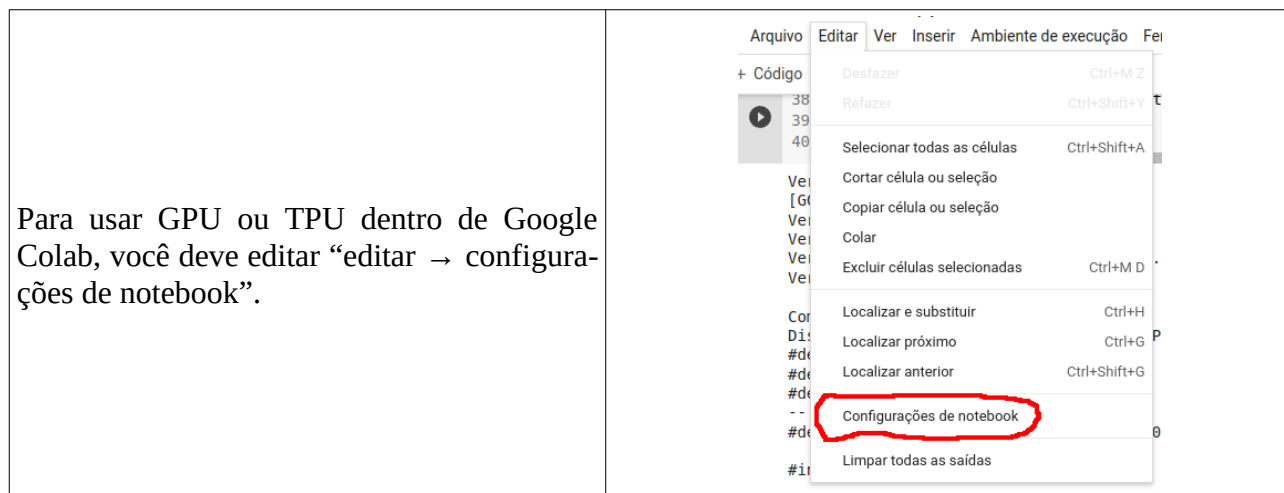 Para usar GPU ou TPU dentro de Google
Colab, você deve editar “editar → configura-
ções de notebook”.
Arquivo Editar Ver Inserir Ambiente de execução
+ Código
Desfazer Ctrl+M Z
38
Refazer Ctrl+Shift+Y
39
40
Selecionar todas as células Ctrl+Shift+A
Cortar célula ou seleção
Copiar célula ou seleção
Colar
Excluir células selecionadas Ctrl+M D
Localizar e substituir Ctrl+H
Localizar próximo Ctrl+G
Localizar anterior Ctrl+Shift+G
Configurações de notebook
Limpar todas as saídas